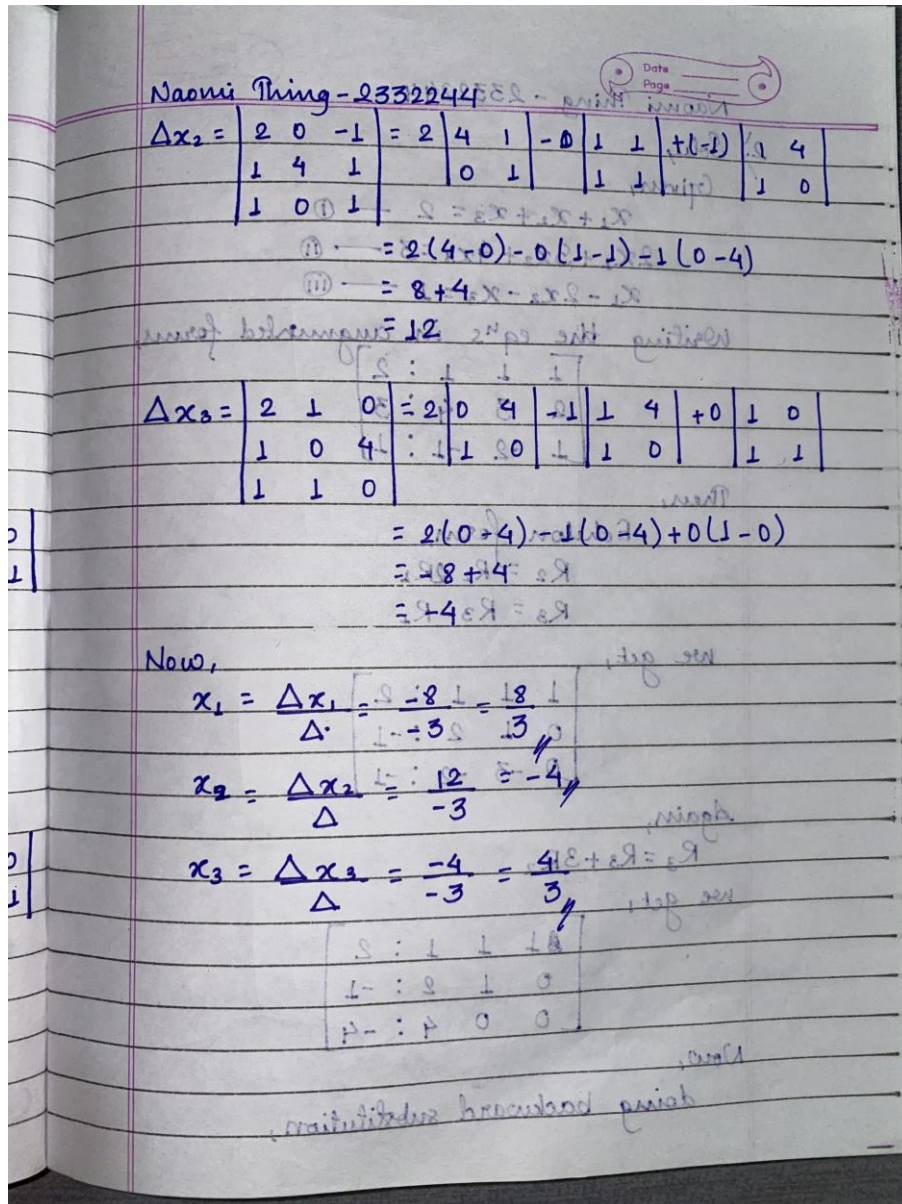 Date
Page
Naomi Thing - 2332244
Δx₂ = | 2 0 -1 | = 2 | 4 1 | - 0 | 1 1 | + (-1) | 1 4 |
| 1 4 1 | | 0 1 | | 1 1 | | 1 0 |
| 1 0 1 |
= 2(4-0) - 0(1-1) - 1(0-4)
= 8+4
= 12
Δx₃ = | 2 1 0 | = 2 | 0 4 | -1 | 1 4 | +0 | 1 0 |
| 1 0 4 | | 1 0 | | 1 0 | | 1 1 |
| 1 1 0 |
= 2(0-4) - 1(0-4) + 0(1-0)
= -8+4
= -4
Now,
x₁ = Δx₁/Δ = -8/-3 = 8/3
x₂ = Δx₂/Δ = 12/-3 = -4
x₃ = Δx₃/Δ = -4/-3 = 4/3